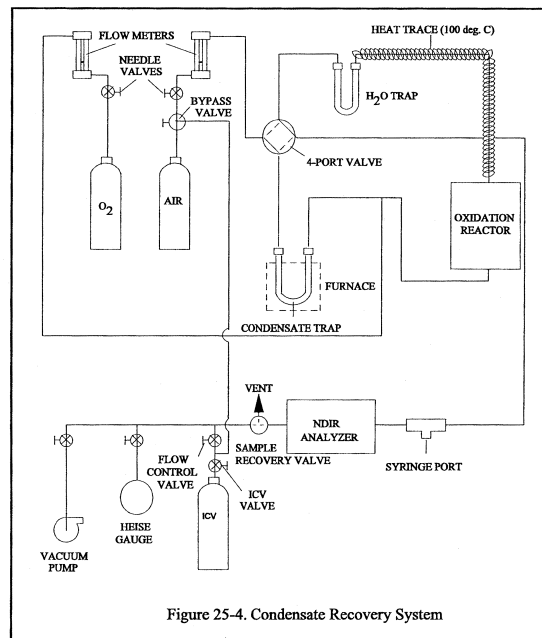 FLOW METERS
NEEDLE
VALVES
BYPASS
VALVE
O2
AIR
HEAT TRACE (100 deg. C)
H2O TRAP
4-PORT VALVE
OXIDATION
REACTOR
FURNACE
CONDENSATE TRAP
VENT
NDIR
ANALYZER
SAMPLE
RECOVERY VALVE
SYRINGE PORT
FLOW
CONTROL
VALVE
ICV
VALVE
ICV
HEISE
GAUGE
VACUUM
PUMP
Figure 25-4. Condensate Recovery System